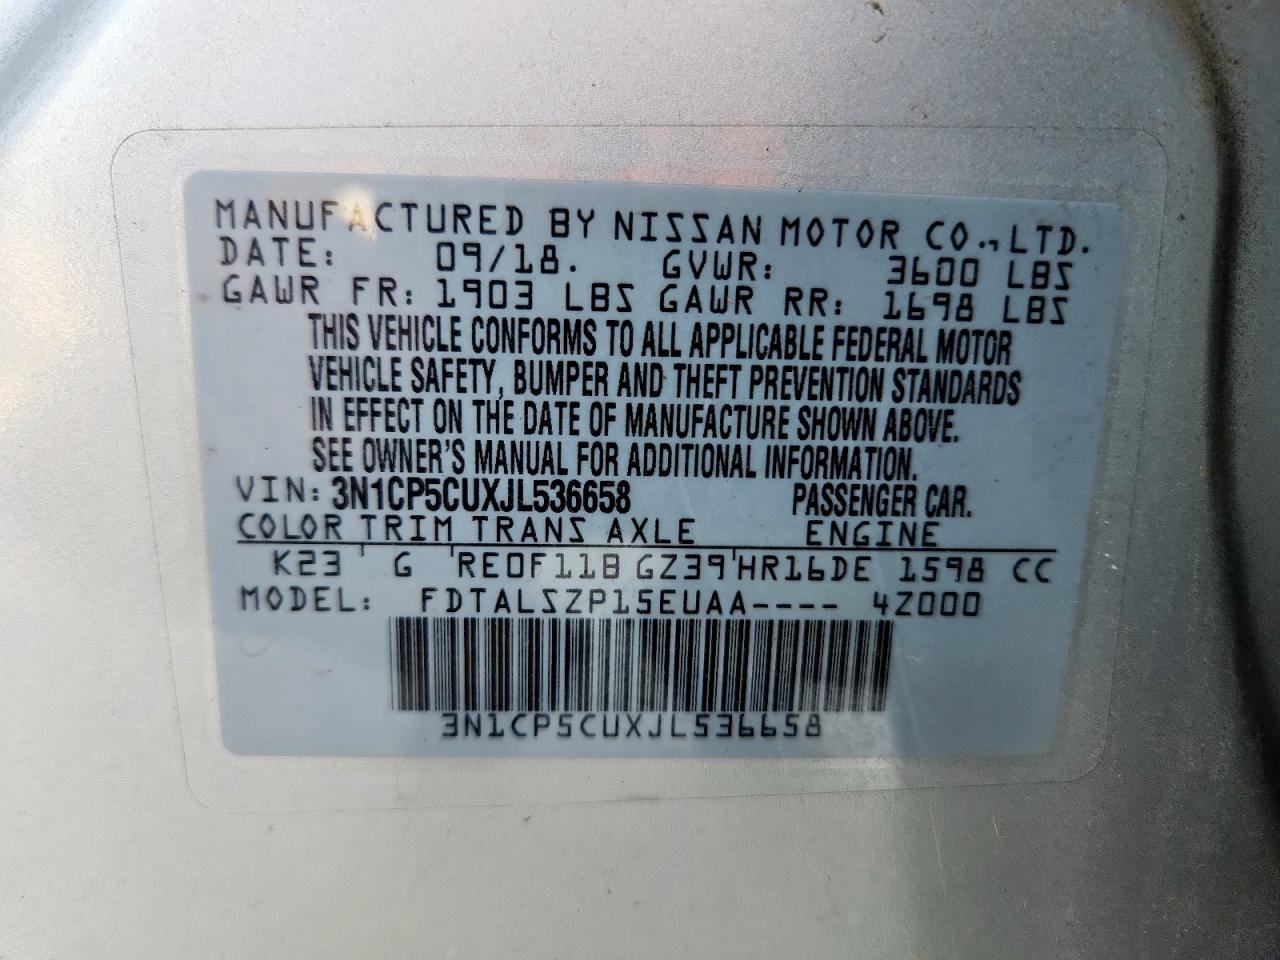 MANUFACTURED BY NISSAN MOTOR CO., LTD.
DATE: 09/18. GVWR: 3600 LBS
GAWR FR: 1903 LBS GAWR RR: 1698 LBS
THIS VEHICLE CONFORMS TO ALL APPLICABLE FEDERAL MOTOR
VEHICLE SAFETY, BUMPER AND THEFT PREVENTION STANDARDS
IN EFFECT ON THE DATE OF MANUFACTURE SHOWN ABOVE.
SEE OWNER'S MANUAL FOR ADDITIONAL INFORMATION.
VIN: 3N1CP5CUXJL536658 PASSENGER CAR.
COLOR TRIM TRANS AXLE ENGINE
K23 G RE0F11B GZ39 HR16DE 1598 CC
MODEL: FDTALSZP15EUAA---- 4Z000
3N1CP5CUXJL536658